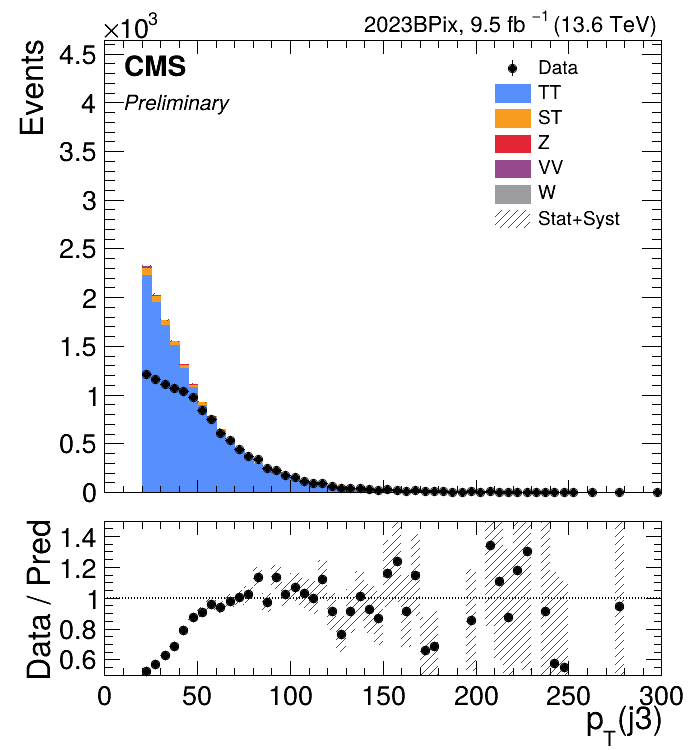 ×10³
2023BPix, 9.5 fb⁻¹ (13.6 TeV)
Events
CMS
Preliminary
Data
TT
ST
Z
VV
W
Stat+Syst
4
3.5
3
2.5
2
1.5
1
0.5
0
Data / Pred
1.4
1.2
1
0.8
0.6
0 50 100 150 200 250 300
p_T(j3)